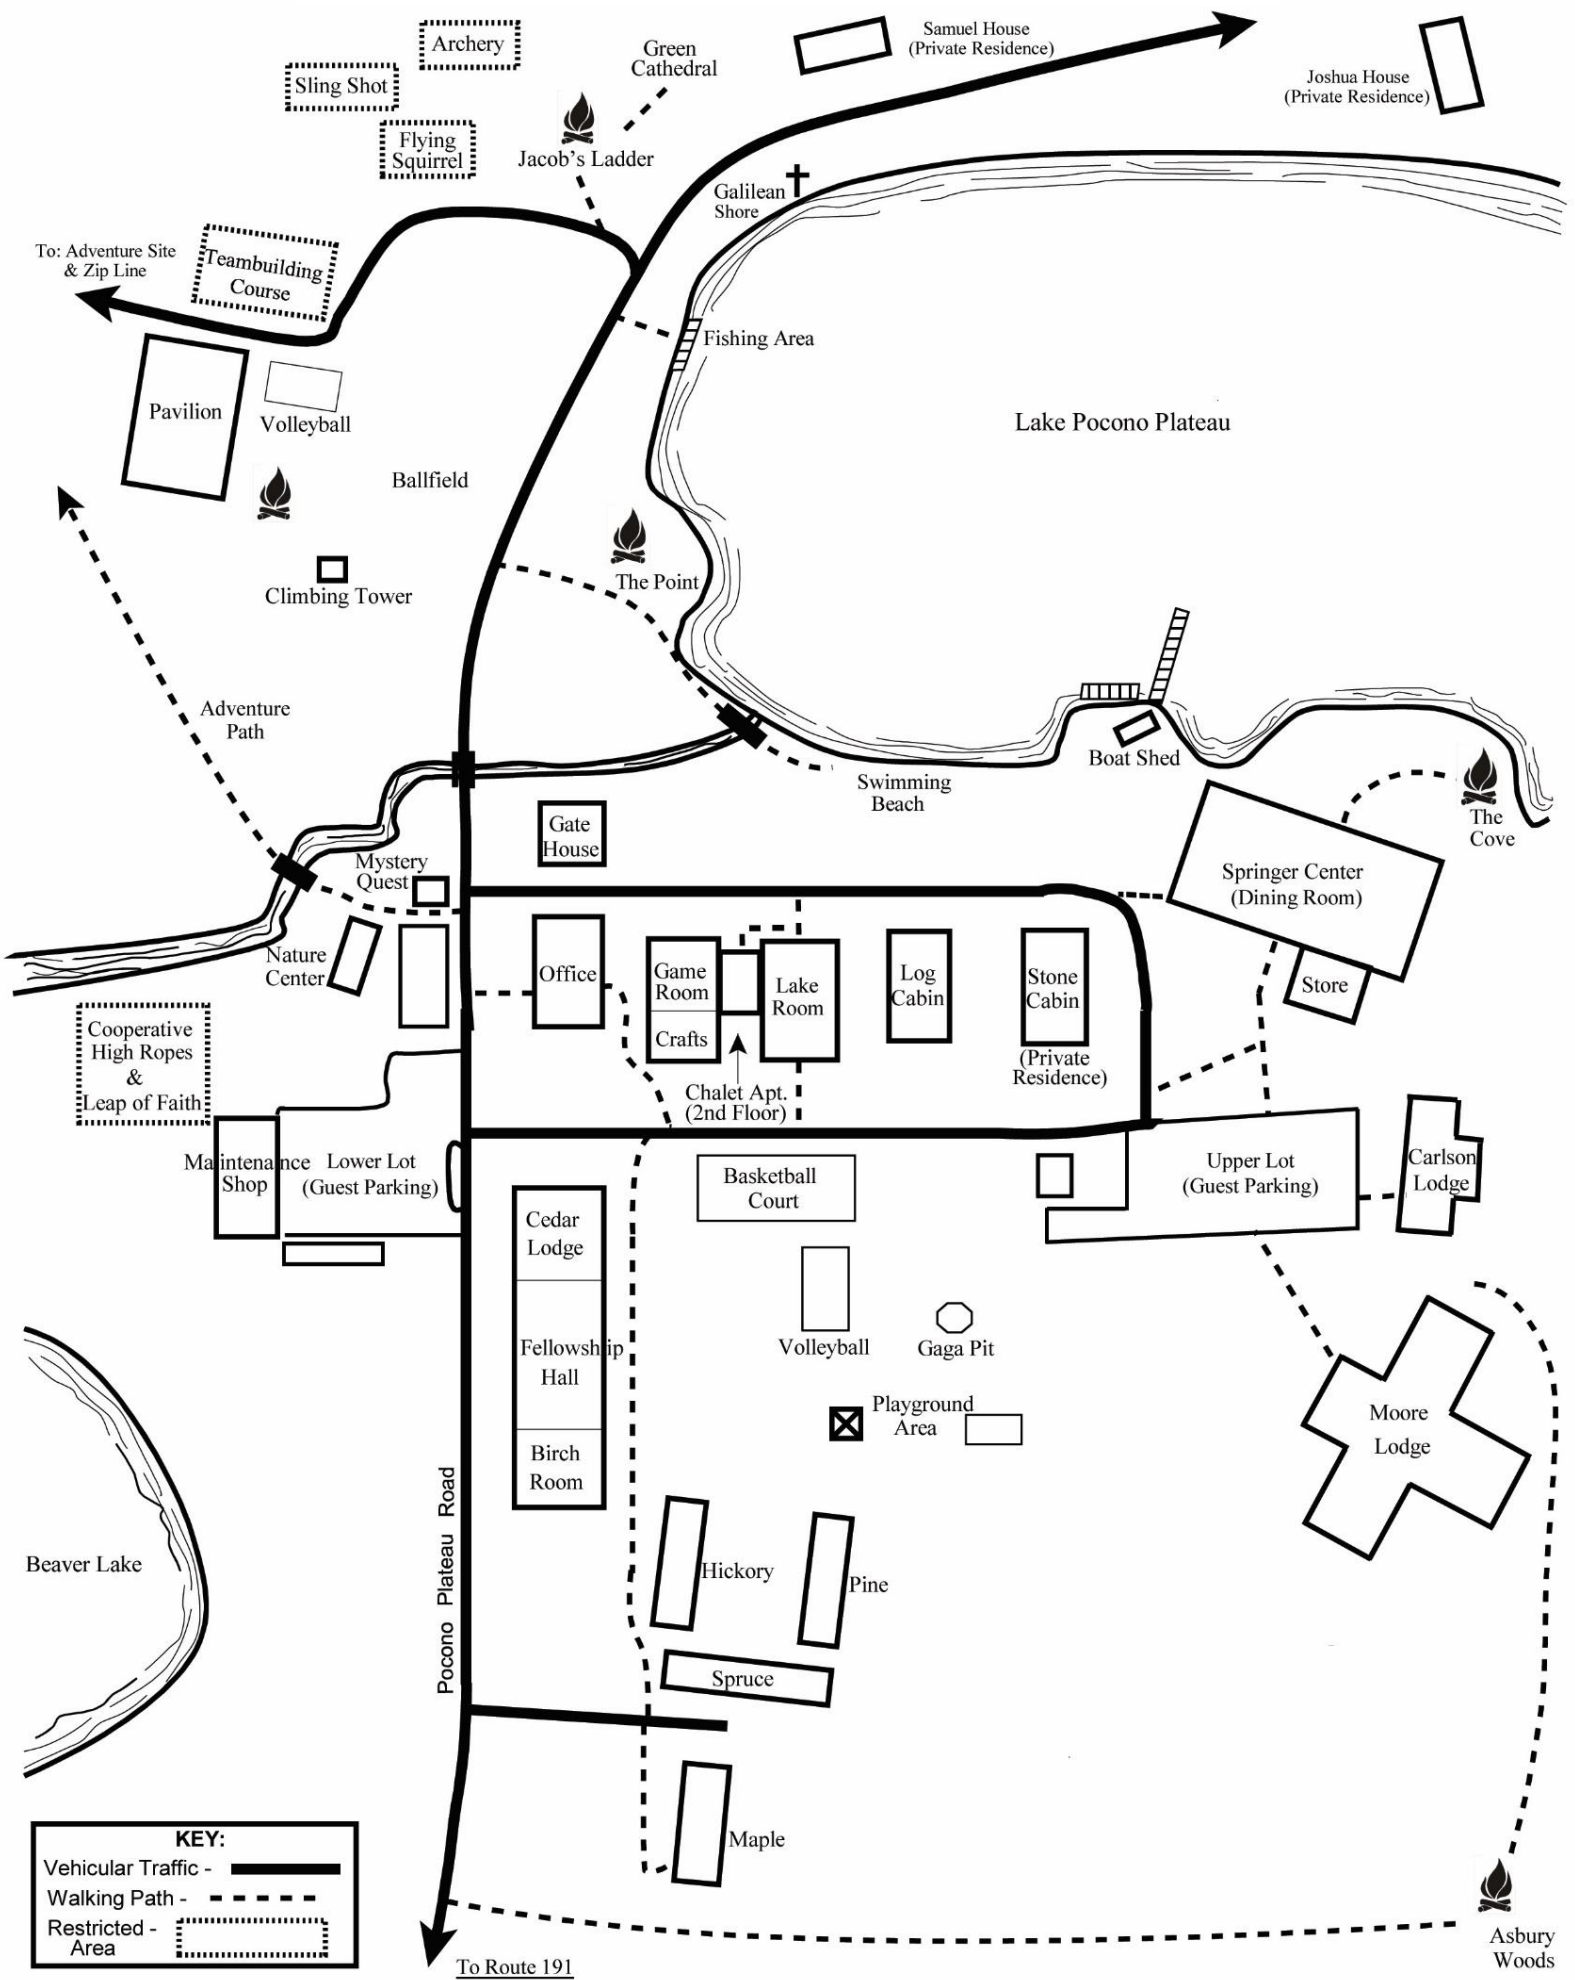 Samuel House
(Private Residence)
Archery
Green
Cathedral
Sling Shot
Joshua House
(Private Residence)
Flying
Squirrel
Jacob's Ladder
Galilean
Shore
To: Adventure Site
& Zip Line
Teambuilding
Course
Fishing Area
Pavilion
Volleyball
Lake Pocono Plateau
Ballfield
The Point
Climbing Tower
Adventure
Path
Boat Shed
Swimming
Beach
The
Cove
Gate
House
Mystery
Quest
Springer Center
(Dining Room)
Nature
Center
Office
Game
Room
Crafts
Lake
Room
Log
Cabin
Stone
Cabin
(Private
Residence)
Store
Cooperative
High Ropes
&
Leap of Faith
Chalet Apt.
(2nd Floor)
Maintenance
Shop
Lower Lot
(Guest Parking)
Basketball
Court
Upper Lot
(Guest Parking)
Carlson
Lodge
Cedar
Lodge
Fellowship
Hall
Birch
Room
Volleyball
Gaga Pit
Playground
Area
Moore
Lodge
Pocono Plateau Road
Beaver Lake
Hickory
Pine
Spruce
Maple
KEY:
Vehicular Traffic -
Walking Path -
Restricted -
Area
To Route 191
Asbury
Woods